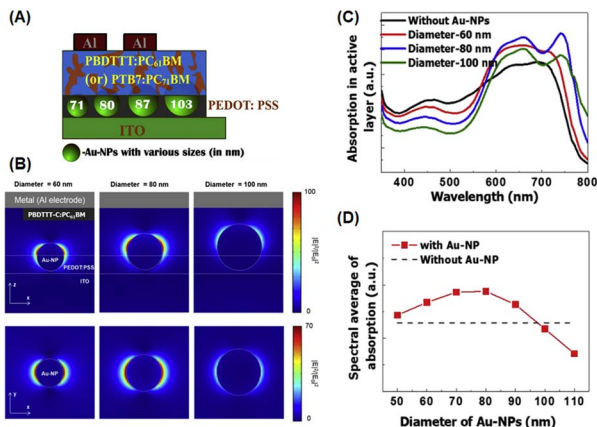 (A)
Al Al
PBDTTT:PC61BM
(or) PTB7:PC71BM
71 80 87 103 PEDOT: PSS
ITO
-Au-NPs with various sizes (in nm)
(B)
Diameter = 60 nm Diameter = 80 nm Diameter = 100 nm
Metal (Al electrode)
PBDTTT-C:PC61BM
Au-NP
PEDOT:PSS
ITO
z
x
100
|E|²/|E₀|²
0
Au-NP
y
x
70
|E|²/|E₀|²
0
(C)
Without Au-NPs
Diameter-60 nm
Diameter-80 nm
Diameter-100 nm
Absorption in active
layer (a.u.)
400 500 600 700 800
Wavelength (nm)
(D)
with Au-NP
Without Au-NP
Spectral average of
absorption (a.u.)
50 60 70 80 90 100 110
Diameter of Au-NPs (nm)